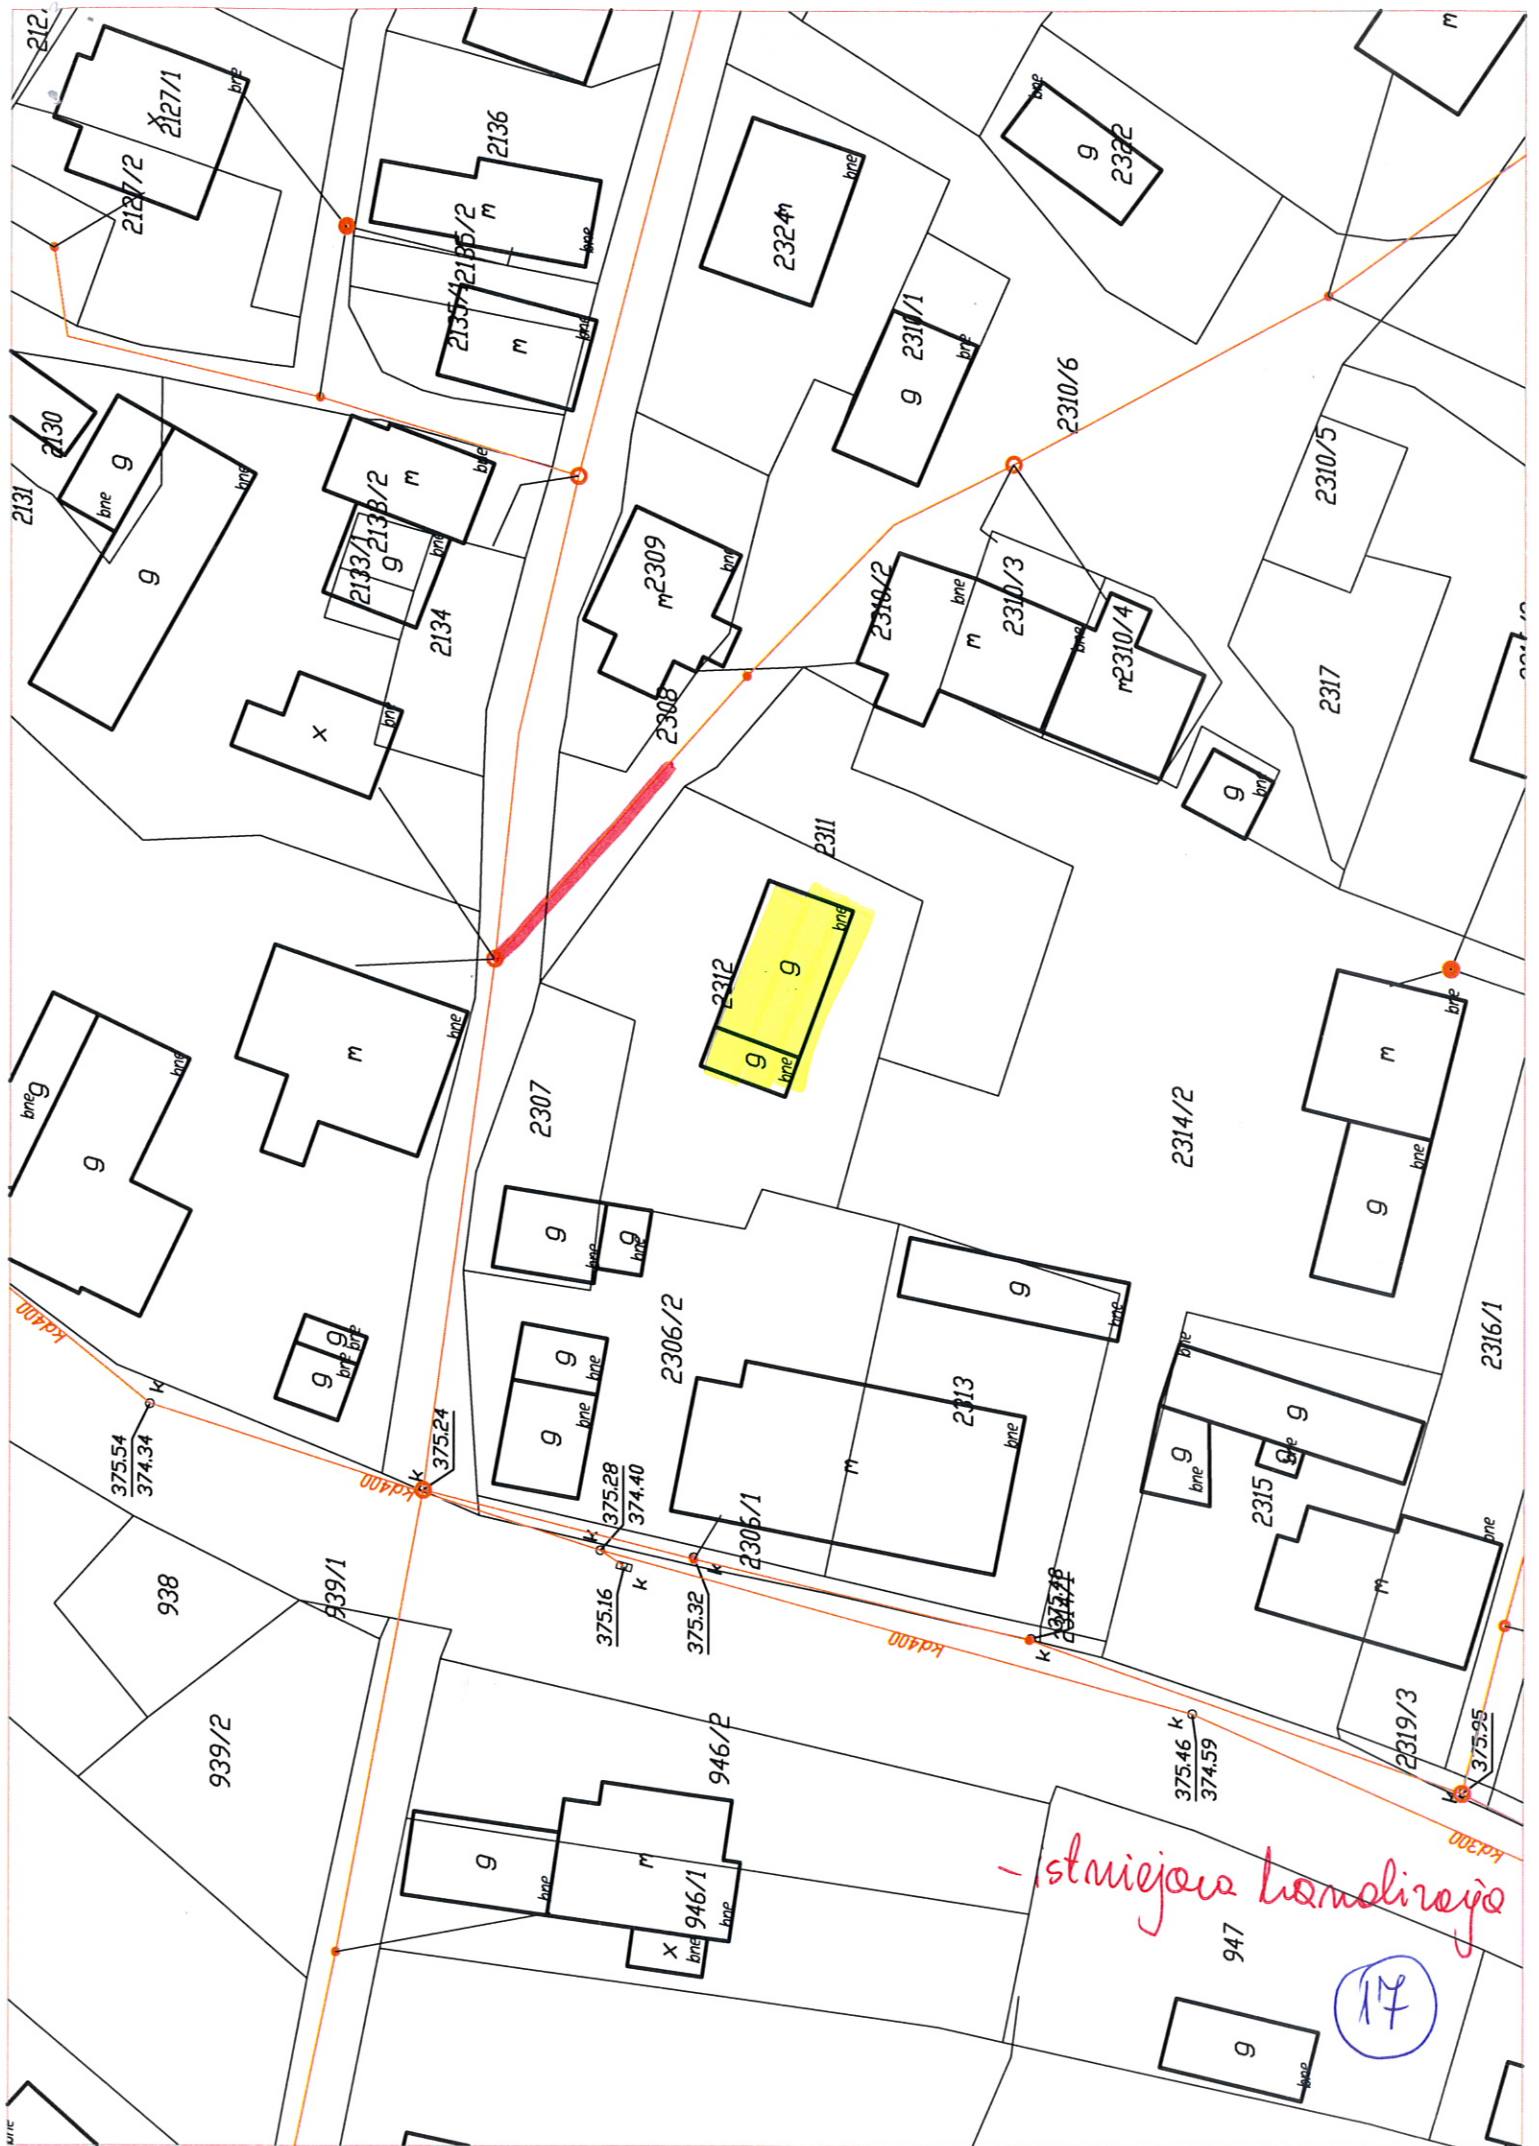 212
2127/1
x
bne
2127/2
2136
m
bne
2135/2
2135/1
m
bne
2130
2131
g
bne
g
bne
2133/2
m
bne
2133/1
g
bne
2134
x
bne
2324
m
bne
g
2322
bne
m
2310/1
g
bne
2310/6
2310/5
m2309
bne
2308
2310/2
bne
2310/3
m
bne
m2310/4
2317
g
bne
2311
2312
g
bne
g
bne
2307
m
bne
bne
g
g
bne
g
bne
g
bne
2314/2
m
bne
g
bne
2316/1
kd400
g
bne
g
bne
k
375.54
374.34
kd400
k
375.24
g
bne
g
bne
2306/2
m
bne
2313
g
bne
bne
g
g
bne
g
bne
2315
m
bne
k
375.28
374.40
375.16
k
375.32
k
2306/1
kd400
375.48
2314/1
k
938
939/1
939/2
946/2
g
bne
m
946/1
bne
x
bne
k
375.46
374.59
2319/3
375.95
k
kd300
- istniejąca kanalizacja
947
17
g
bne